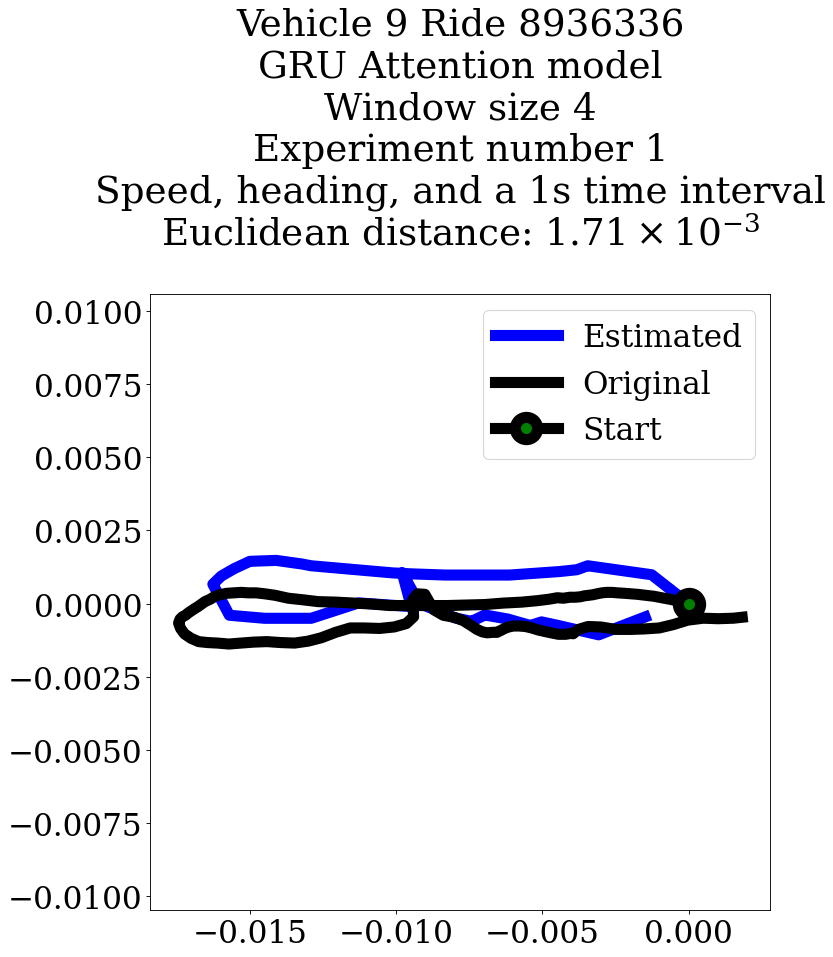 Vehicle 9 Ride 8936336
GRU Attention model
Window size 4
Experiment number 1
Speed, heading, and a 1s time interval
Euclidean distance: 1.71 × 10⁻³
0.0100
0.0075
0.0050
0.0025
0.0000
−0.0025
−0.0050
−0.0075
−0.0100
Estimated
Original
Start
−0.015 −0.010 −0.005 0.000